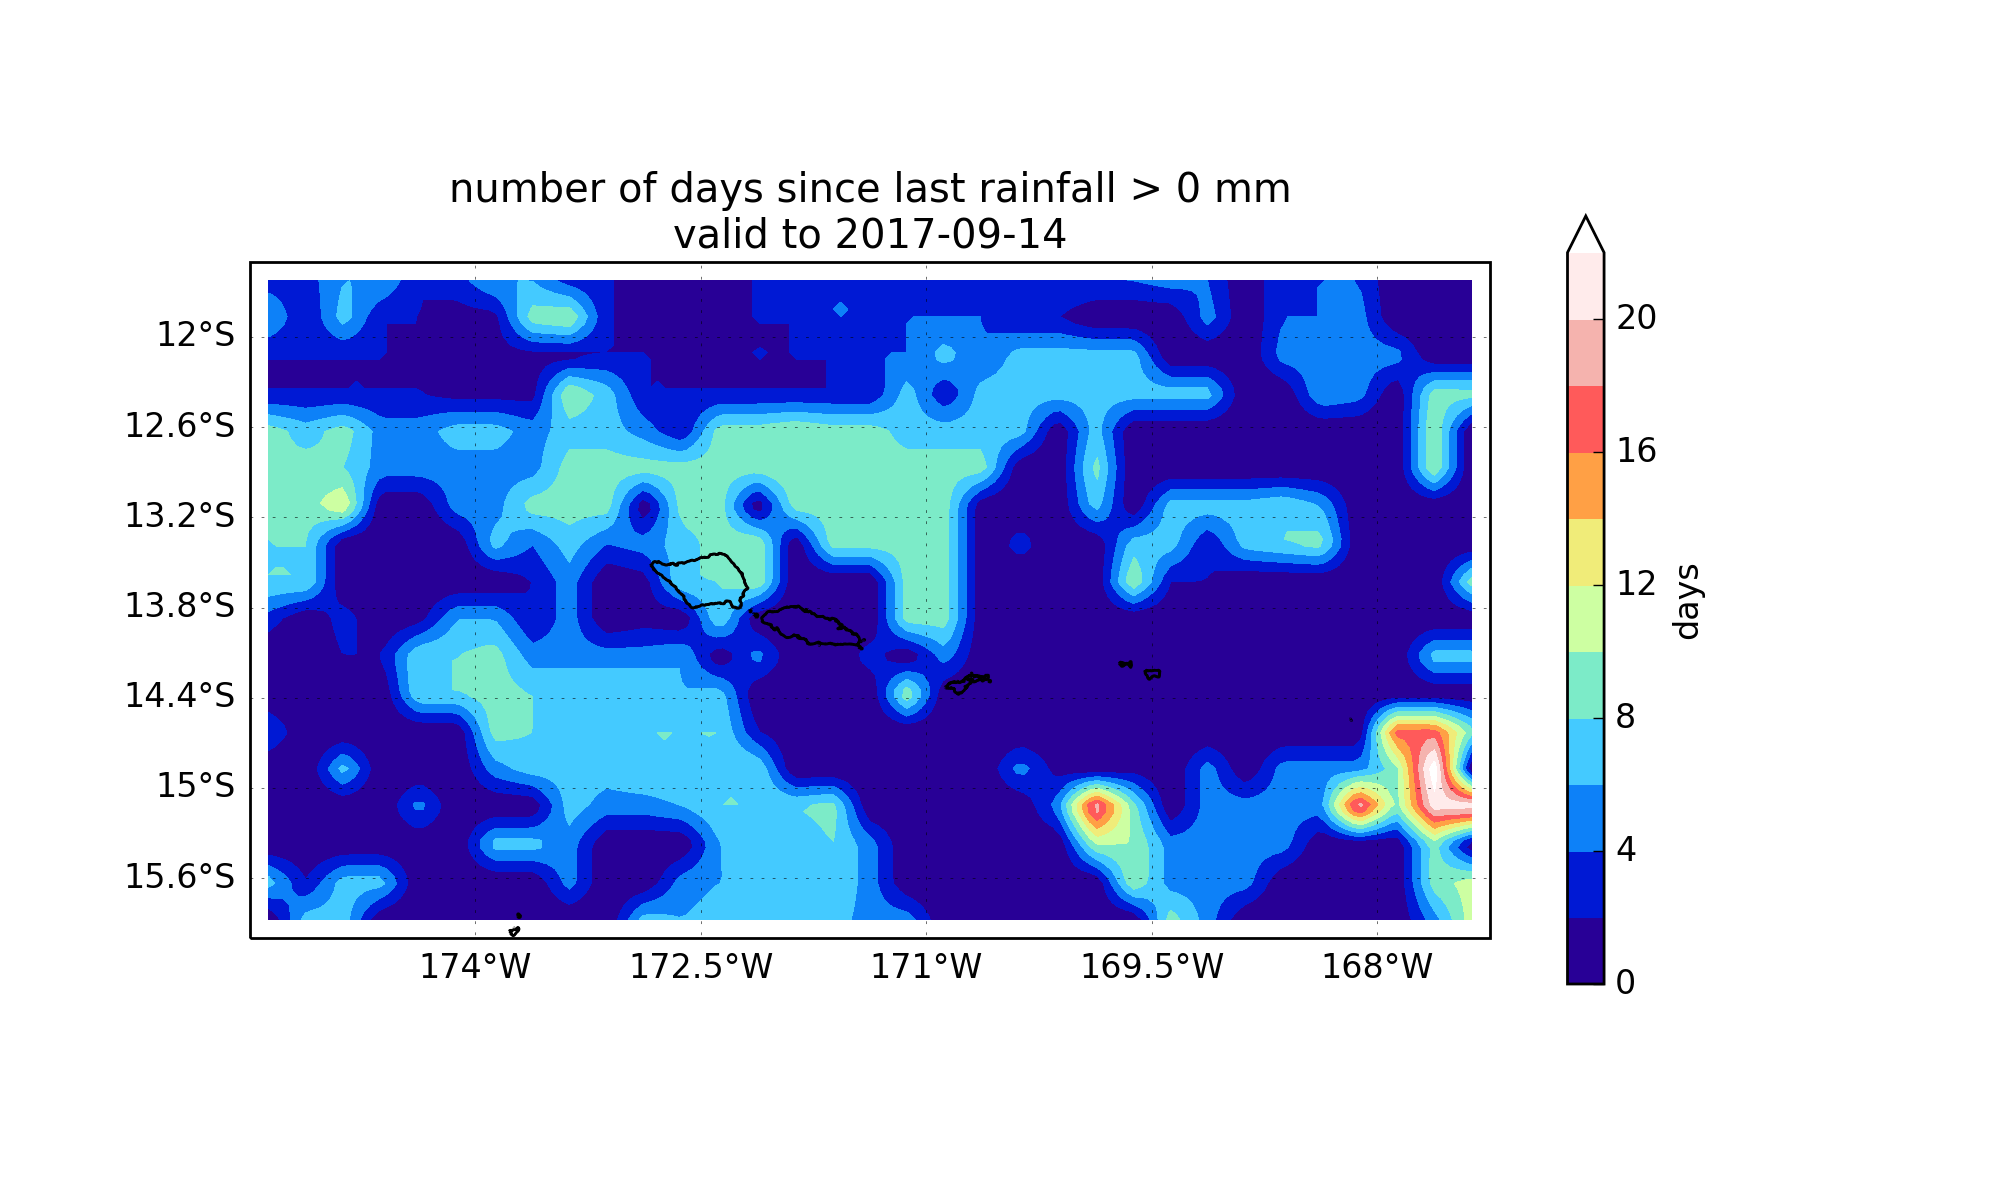 number of days since last rainfall > 0 mm
valid to 2017-09-14
12°S
12.6°S
13.2°S
13.8°S
14.4°S
15°S
15.6°S
174°W
172.5°W
171°W
169.5°W
168°W
20
16
12
8
4
0
days